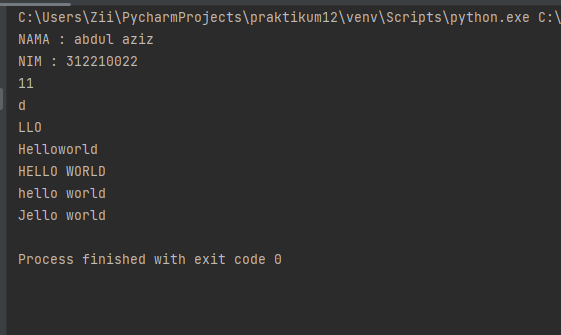 C:\Users\Zii\PycharmProjects\praktikum12\venv\Scripts\python.exe C:\
NAMA : abdul aziz
NIM : 312210022
11
d
LLO
Helloworld
HELLO WORLD
hello world
Jello world
Process finished with exit code 0